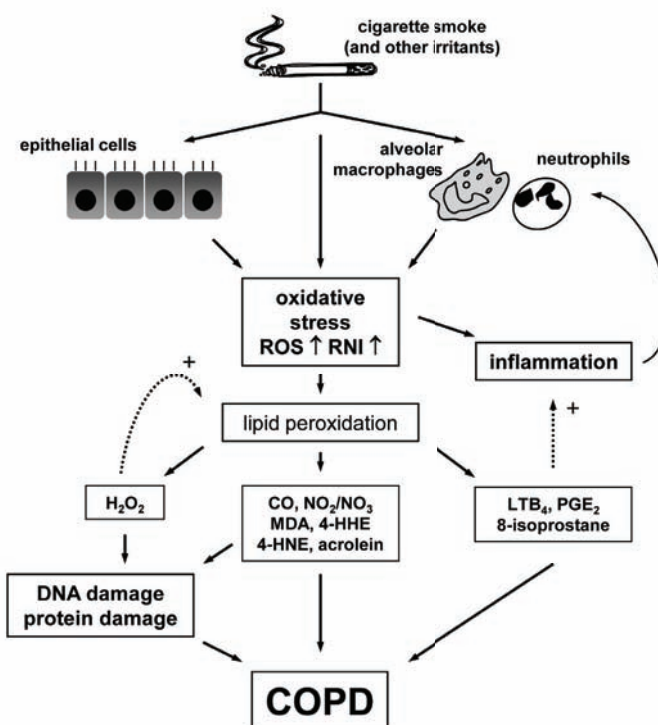 cigarette smoke
(and other irritants)
epithelial cells
alveolar
macrophages
neutrophils
oxidative
stress
ROS ↑ RNI ↑
inflammation
+
lipid peroxidation
+
H₂O₂
CO, NO₂/NO₃
MDA, 4-HHE
4-HNE, acrolein
LTB₄, PGE₂
8-isoprostane
DNA damage
protein damage
COPD